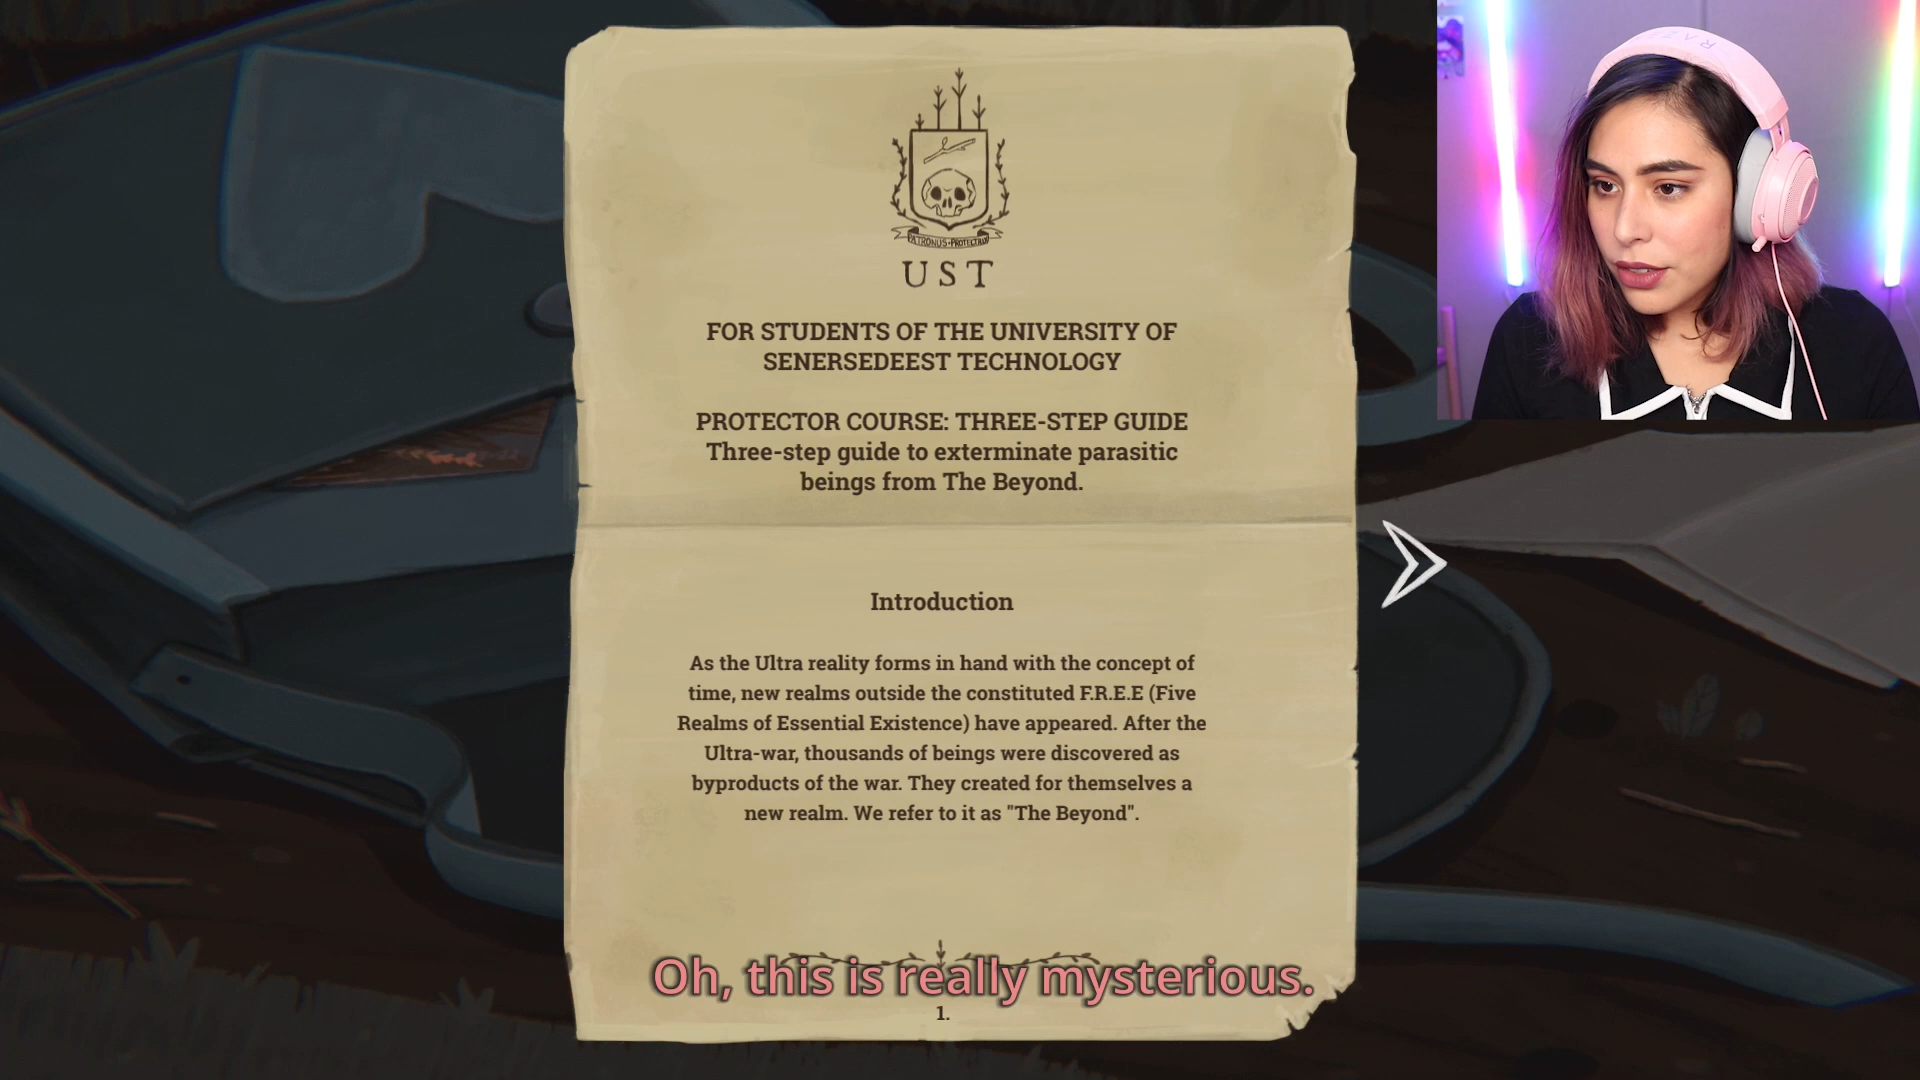 RAZER
PATRONUS•PROTECTRIX
UST
FOR STUDENTS OF THE UNIVERSITY OF
SENERSEDEEST TECHNOLOGY
PROTECTOR COURSE: THREE-STEP GUIDE
Three-step guide to exterminate parasitic
beings from The Beyond.
Introduction
As the Ultra reality forms in hand with the concept of
time, new realms outside the constituted F.R.E.E (Five
Realms of Essential Existence) have appeared. After the
Ultra-war, thousands of beings were discovered as
byproducts of the war. They created for themselves a
new realm. We refer to it as "The Beyond".
Oh, this is really mysterious.
1.